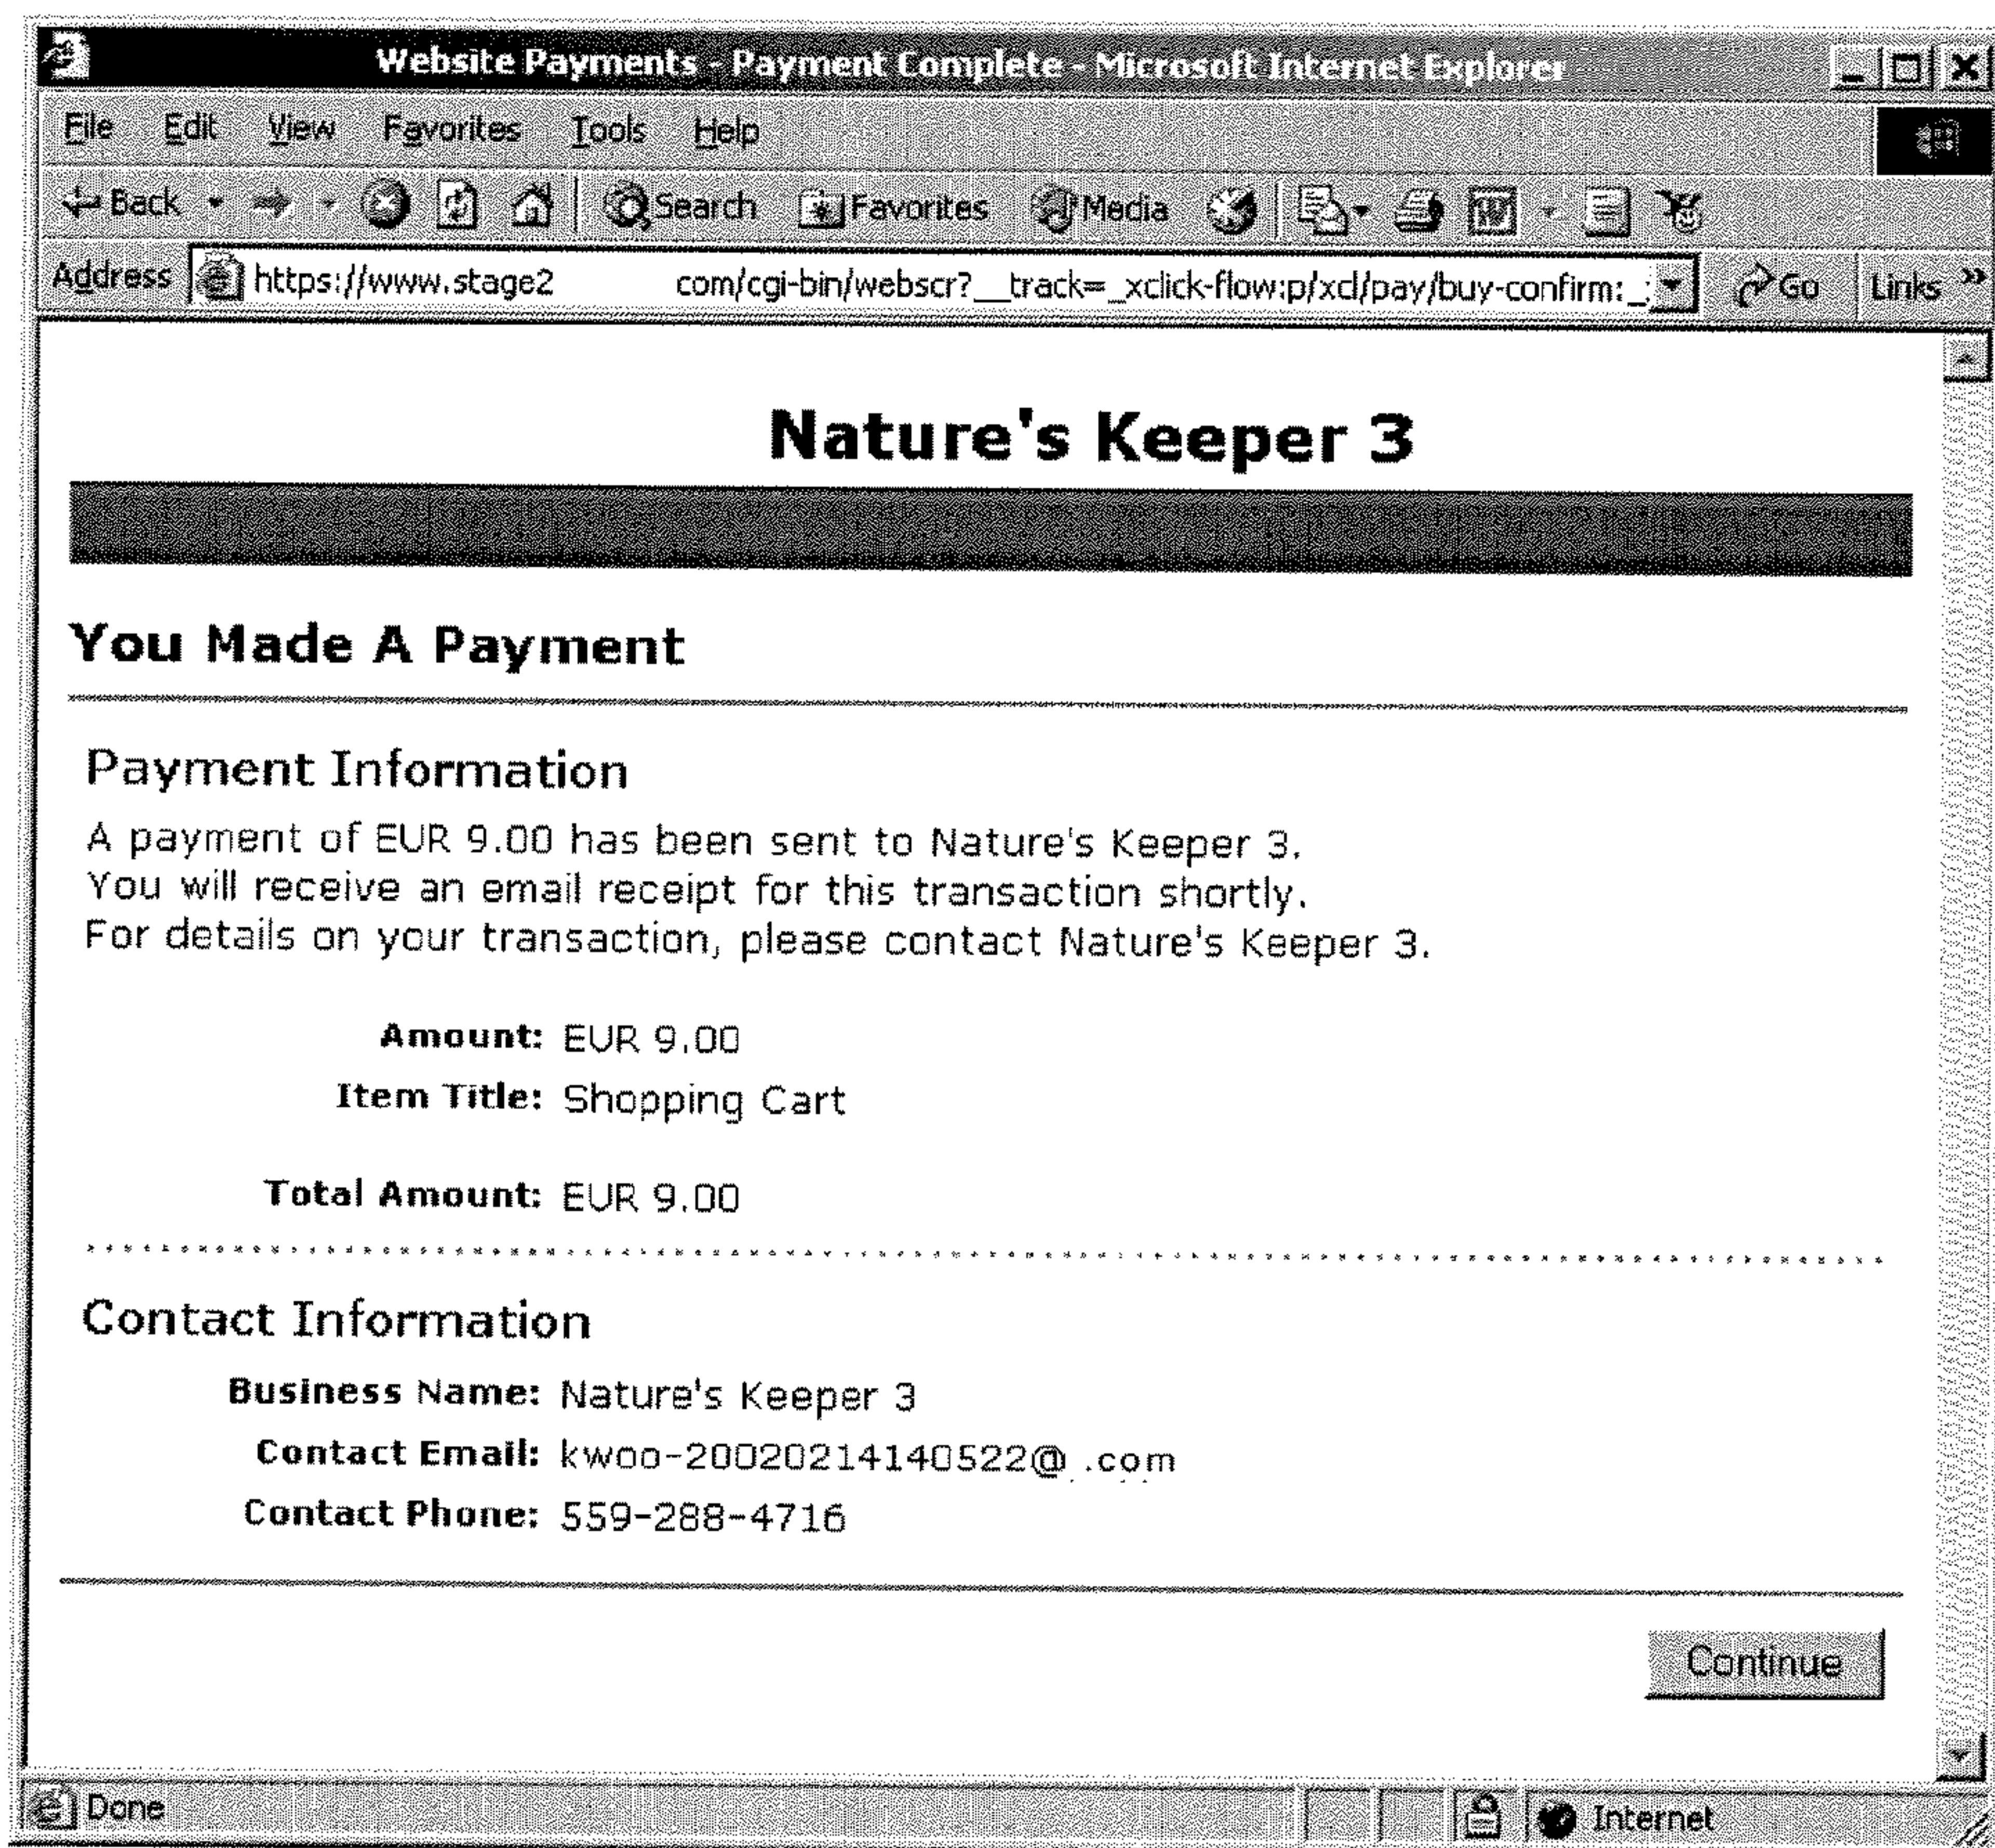 Website Payments - Payment Complete - Microsoft Internet Explorer
File Edit View Favorites Tools Help
Back Search Favorites Media
Address https://www.stage2 com/cgi-bin/webscr?__track=_xclick-flow:p/xcl/pay/buy-confirm:_ Go Links »
Nature's Keeper 3
You Made A Payment
Payment Information
A payment of EUR 9.00 has been sent to Nature's Keeper 3.
You will receive an email receipt for this transaction shortly.
For details on your transaction, please contact Nature's Keeper 3.
Amount: EUR 9.00
Item Title: Shopping Cart
Total Amount: EUR 9.00
Contact Information
Business Name: Nature's Keeper 3
Contact Email: kwoo-20020214140522@ .com
Contact Phone: 559-288-4716
Continue
Done Internet